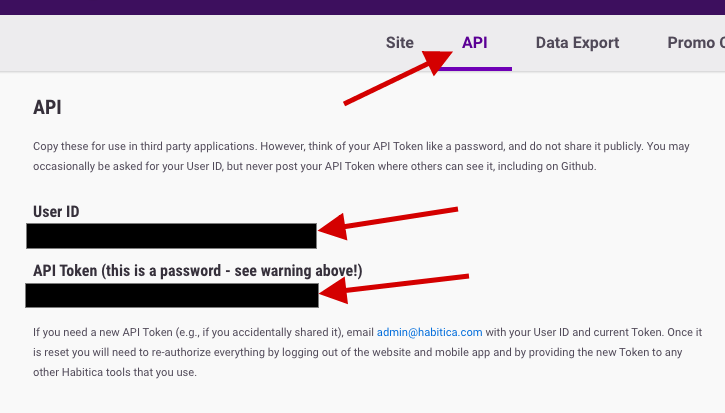 Site API Data Export Promo C
API
Copy these for use in third party applications. However, think of your API Token like a password, and do not share it publicly. You may
occasionally be asked for your User ID, but never post your API Token where others can see it, including on Github.
User ID
API Token (this is a password - see warning above!)
If you need a new API Token (e.g., if you accidentally shared it), email admin@habitica.com with your User ID and current Token. Once it
is reset you will need to re-authorize everything by logging out of the website and mobile app and by providing the new Token to any
other Habitica tools that you use.